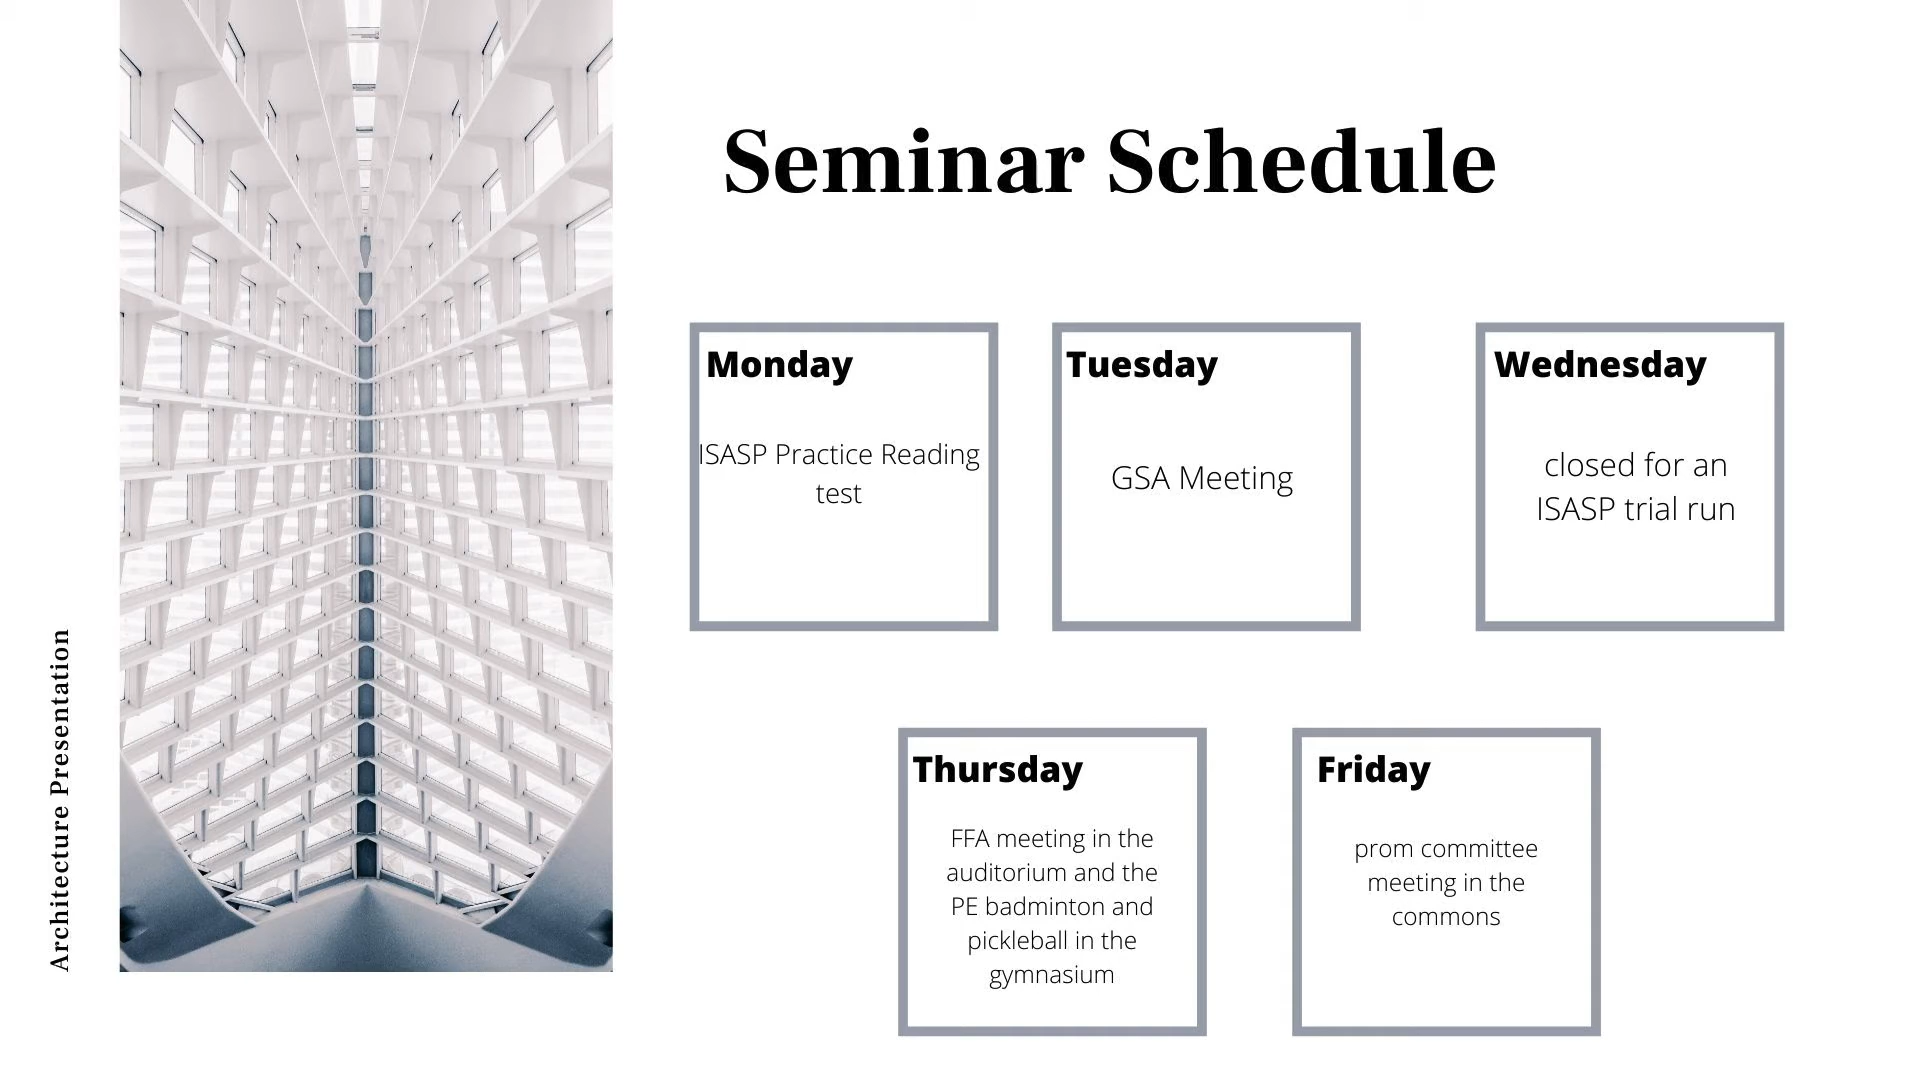 Seminar Schedule
Monday
ISASP Practice Reading
test
Tuesday
GSA Meeting
Wednesday
closed for an
ISASP trial run
Thursday
FFA meeting in the
auditorium and the
PE badminton and
pickleball in the
gymnasium
Friday
prom committee
meeting in the
commons
Architecture Presentation